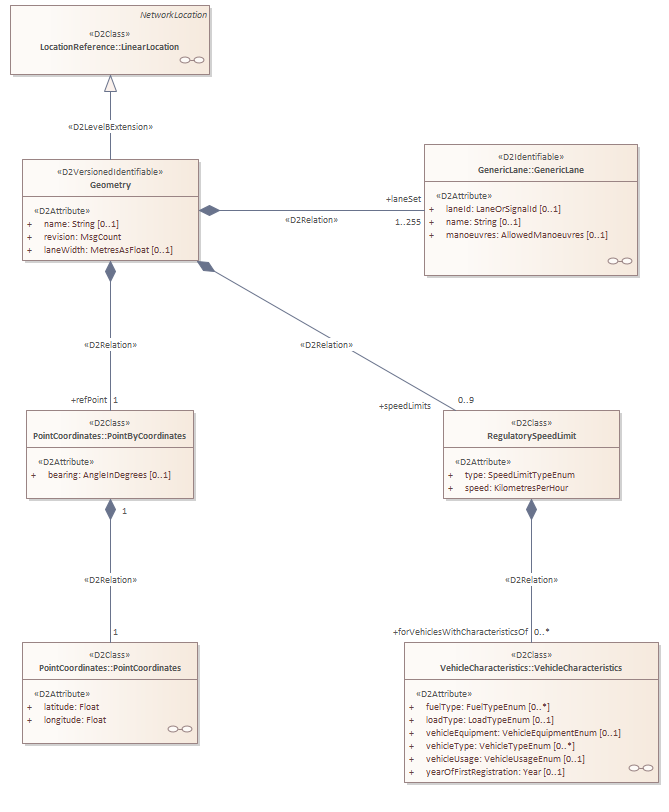 NetworkLocation
«D2Class»
LocationReference::LinearLocation
«D2LevelBExtension»
«D2VersionedIdentifiable»
Geometry
«D2Attribute»
+ name: String [0..1]
+ revision: MsgCount
+ laneWidth: MetresAsFloat [0..1]
+laneSet
«D2Relation»
1..255
«D2Identifiable»
GenericLane::GenericLane
«D2Attribute»
+ laneId: LaneOrSignalId [0..1]
+ name: String [0..1]
+ manoeuvres: AllowedManoeuvres [0..1]
«D2Relation»
«D2Relation»
+refPoint 1
+speedLimits
0..9
«D2Class»
PointCoordinates::PointByCoordinates
«D2Attribute»
+ bearing: AngleInDegrees [0..1]
«D2Class»
RegulatorySpeedLimit
«D2Attribute»
+ type: SpeedLimitTypeEnum
+ speed: KilometresPerHour
1
«D2Relation»
«D2Relation»
1
+forVehiclesWithCharacteristicsOf 0..*
«D2Class»
PointCoordinates::PointCoordinates
«D2Attribute»
+ latitude: Float
+ longitude: Float
«D2Class»
VehicleCharacteristics::VehicleCharacteristics
«D2Attribute»
+ fuelType: FuelTypeEnum [0..*]
+ loadType: LoadTypeEnum [0..1]
+ vehicleEquipment: VehicleEquipmentEnum [0..1]
+ vehicleType: VehicleTypeEnum [0..*]
+ vehicleUsage: VehicleUsageEnum [0..1]
+ yearOfFirstRegistration: Year [0..1]